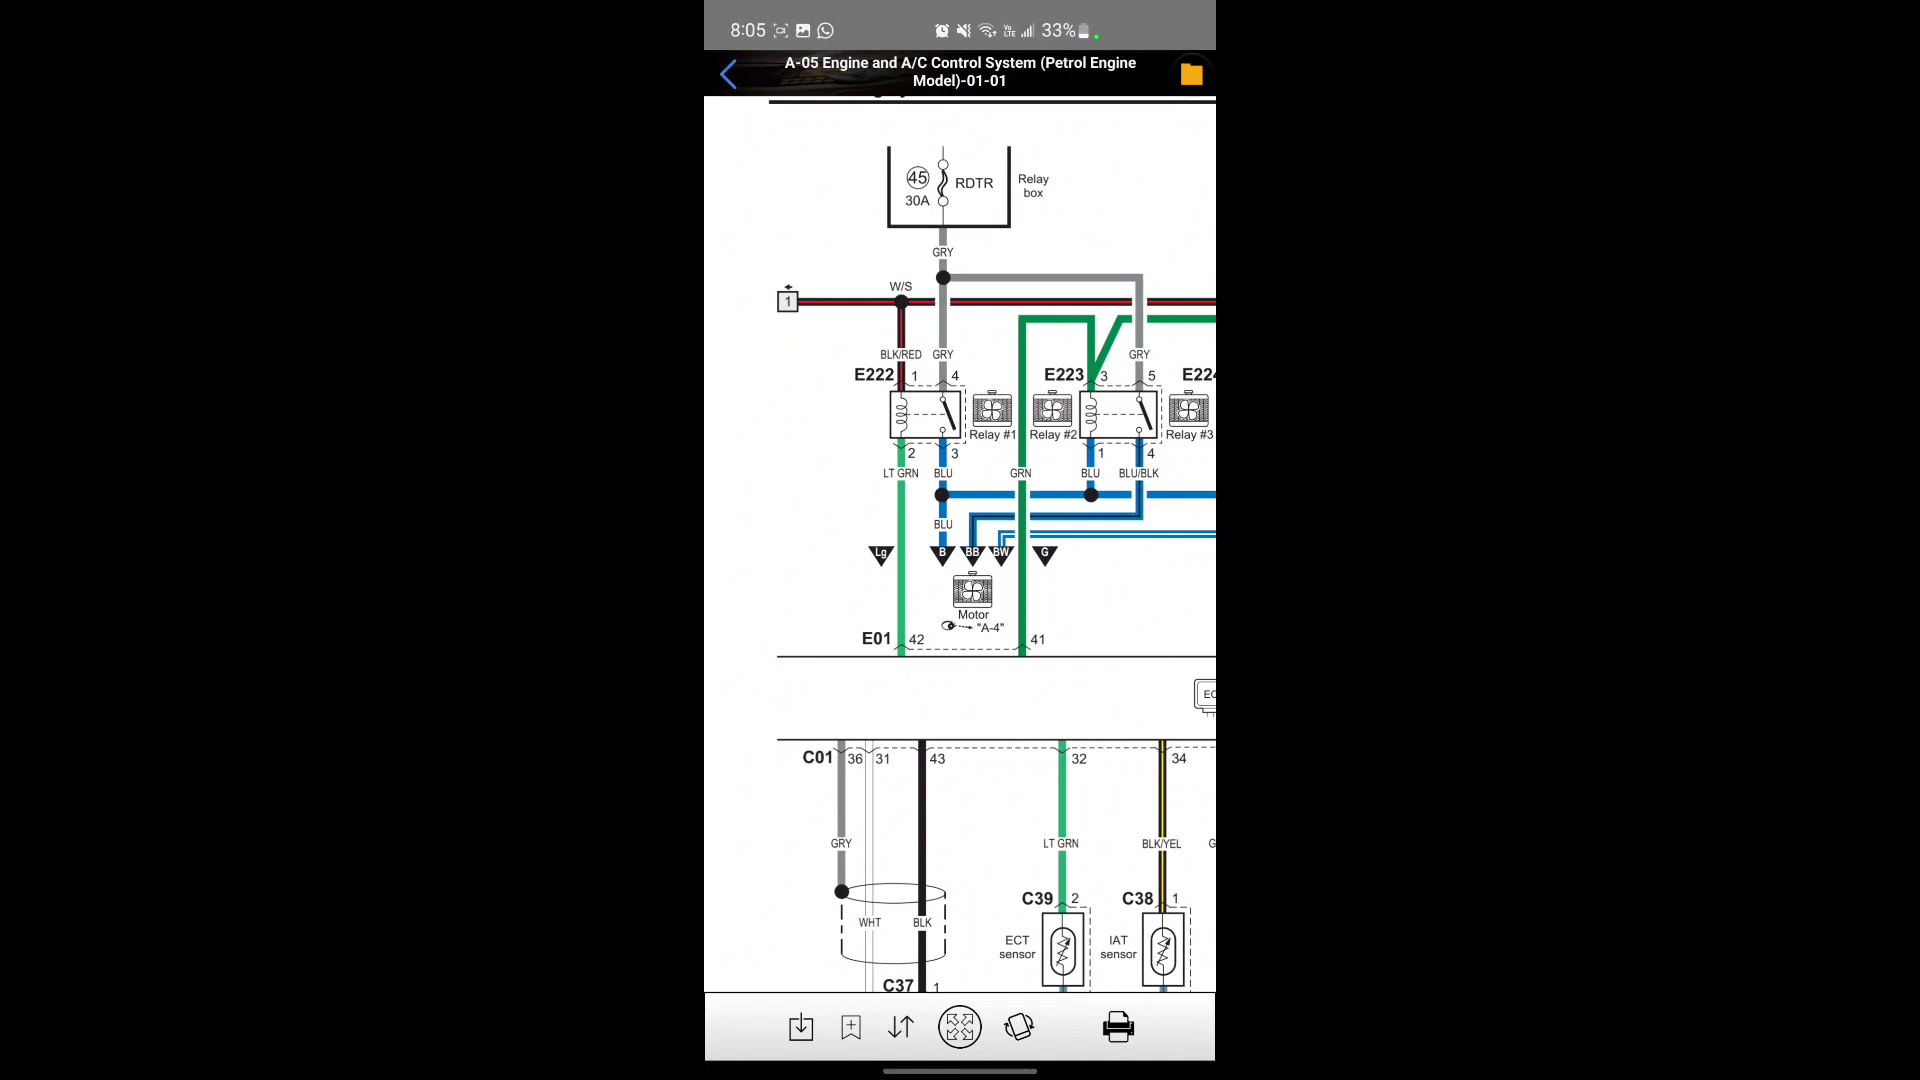 8:05 Vo LTE 33%
A-05 Engine and A/C Control System (Petrol Engine
Model)-01-01
45 RDTR Relay
30A box
GRY
W/S
1
BLK/RED GRY GRY
E222 1 4 E223 3 5 E224
Relay #1 Relay #2 Relay #3
2 3 1 4
LT GRN BLU GRN BLU BLU/BLK
BLU
Lg B BB BW G
Motor
"A-4"
E01 42 41
EC
C01 36 31 43 32 34
GRY LT GRN BLK/YEL G
C39 2 C38 1
WHT BLK
ECT IAT
sensor sensor
C37 1